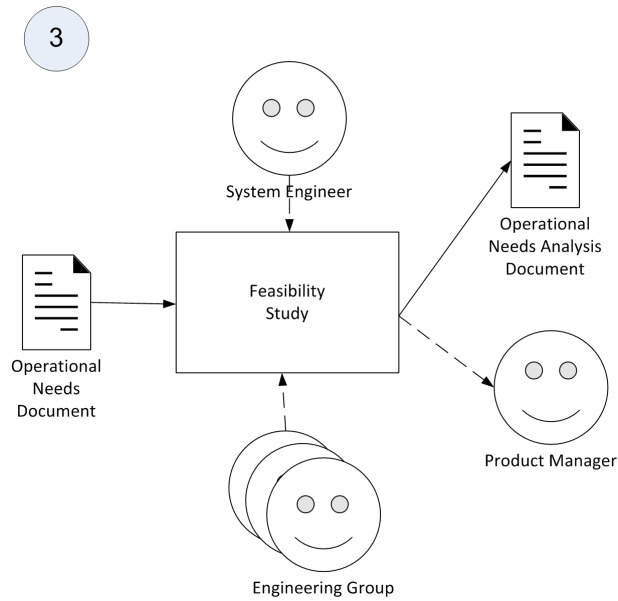 3
System Engineer
Operational
Needs Analysis
Document
Feasibility
Study
Operational
Needs
Document
Product Manager
Engineering Group